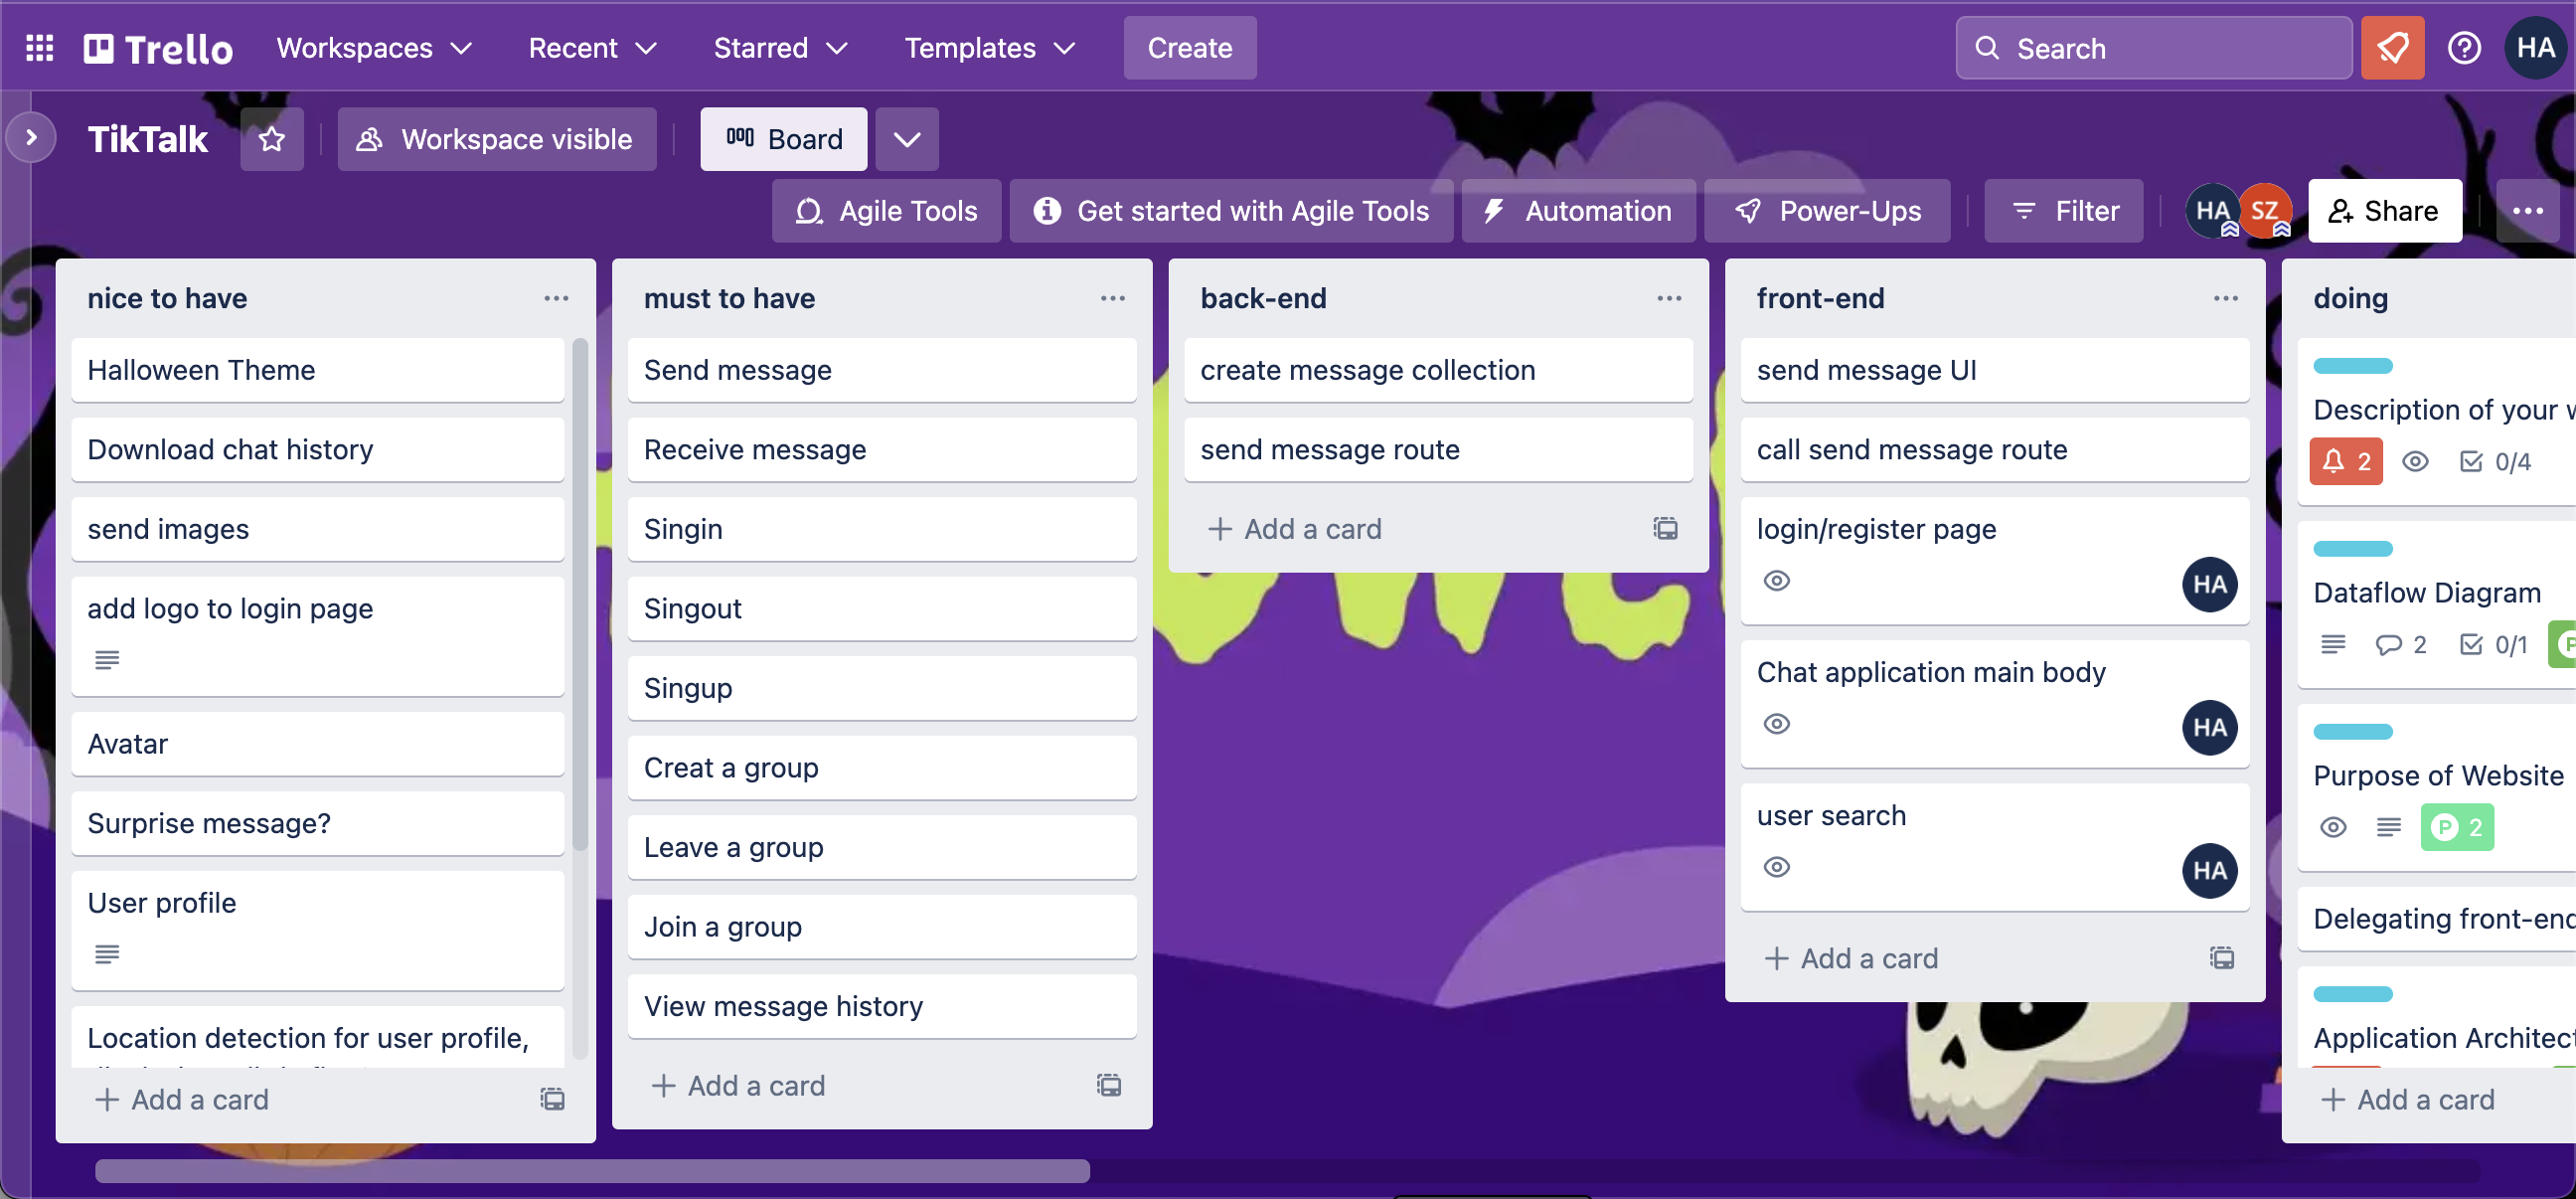 Trello
Workspaces
Recent
Starred
Templates
Create
Search
HA
TikTalk
Workspace visible
Board
Agile Tools
Get started with Agile Tools
Automation
Power-Ups
Filter
HA
SZ
Share
nice to have
Halloween Theme
Download chat history
send images
add logo to login page
Avatar
Surprise message?
User profile
Location detection for user profile,
Add a card
must to have
Send message
Receive message
Singin
Singout
Singup
Creat a group
Leave a group
Join a group
View message history
Add a card
back-end
create message collection
send message route
Add a card
front-end
send message UI
call send message route
login/register page
HA
Chat application main body
HA
user search
HA
Add a card
doing
Description of your
2
0/4
Dataflow Diagram
2
0/1
Purpose of Website
P 2
Delegating front-end
Application Architect
Add a card